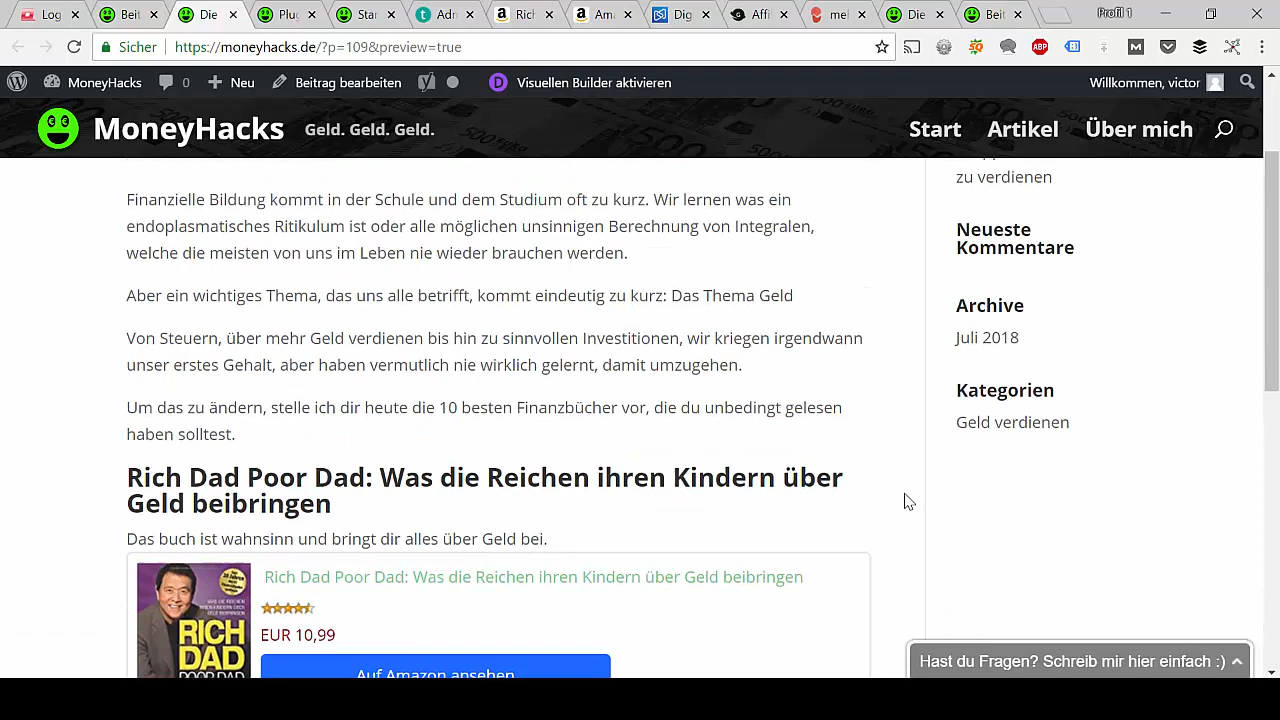 Log
Beit
Die
Plug
Star
Adr
Rich
Ama
Dig
Affl
mei
Die
Beit
Profil 1
Sicher
https://moneyhacks.de/?p=109&preview=true
ABP
MoneyHacks
0
Neu
Beitrag bearbeiten
Visuellen Builder aktivieren
Willkommen, victor
MoneyHacks
Geld. Geld. Geld.
Start
Artikel
Über mich
Finanzielle Bildung kommt in der Schule und dem Studium oft zu kurz. Wir lernen was ein
endoplasmatisches Ritikulum ist oder alle möglichen unsinnigen Berechnung von Integralen,
welche die meisten von uns im Leben nie wieder brauchen werden.
Aber ein wichtiges Thema, das uns alle betrifft, kommt eindeutig zu kurz: Das Thema Geld
Von Steuern, über mehr Geld verdienen bis hin zu sinnvollen Investitionen, wir kriegen irgendwann
unser erstes Gehalt, aber haben vermutlich nie wirklich gelernt, damit umzugehen.
Um das zu ändern, stelle ich dir heute die 10 besten Finanzbücher vor, die du unbedingt gelesen
haben solltest.
Rich Dad Poor Dad: Was die Reichen ihren Kindern über
Geld beibringen
Das buch ist wahnsinn und bringt dir alles über Geld bei.
RICH
DAD
POOR DAD
Rich Dad Poor Dad: Was die Reichen ihren Kindern über Geld beibringen
EUR 10,99
Auf Amazon ansehen
zu verdienen
Neueste
Kommentare
Archive
Juli 2018
Kategorien
Geld verdienen
Hast du Fragen? Schreib mir hier einfach :)